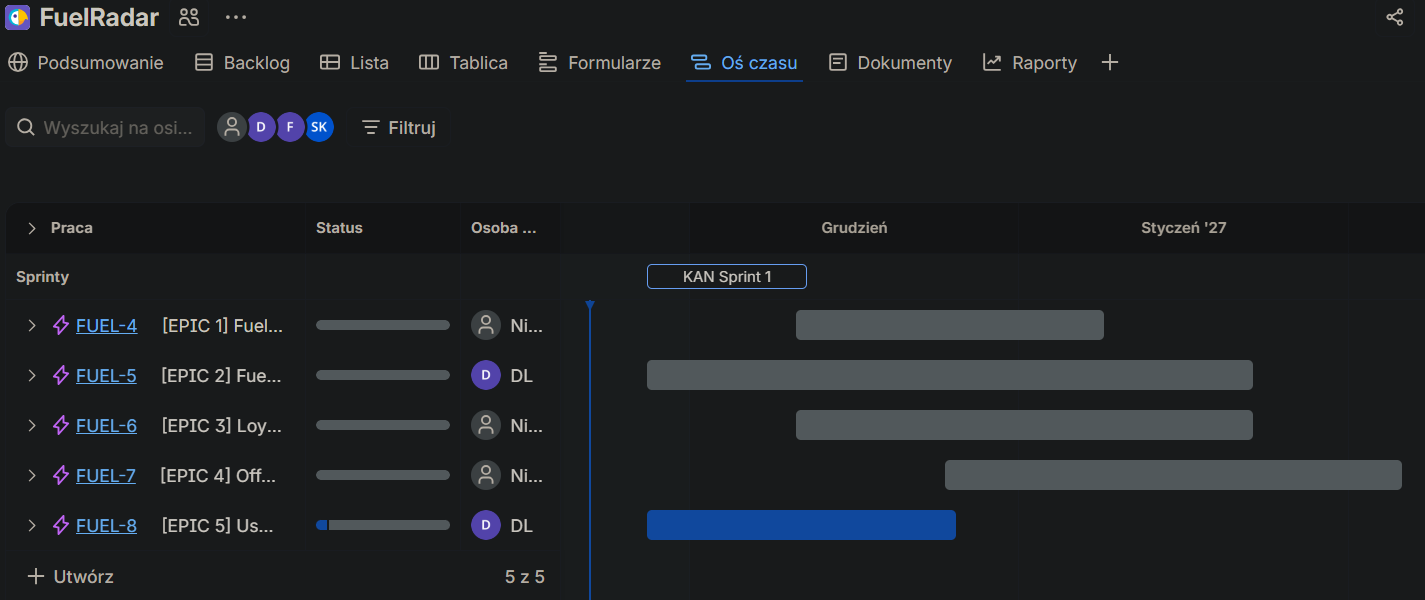 FuelRadar
Podsumowanie Backlog Lista Tablica Formularze Oś czasu Dokumenty Raporty
Wyszukaj na osi... D F SK Filtruj
Praca Status Osoba ... Grudzień Styczeń '27
Sprinty KAN Sprint 1
FUEL-4 [EPIC 1] Fuel... Ni...
FUEL-5 [EPIC 2] Fue... D DL
FUEL-6 [EPIC 3] Loy... Ni...
FUEL-7 [EPIC 4] Off... Ni...
FUEL-8 [EPIC 5] Us... D DL
Utwórz 5 z 5